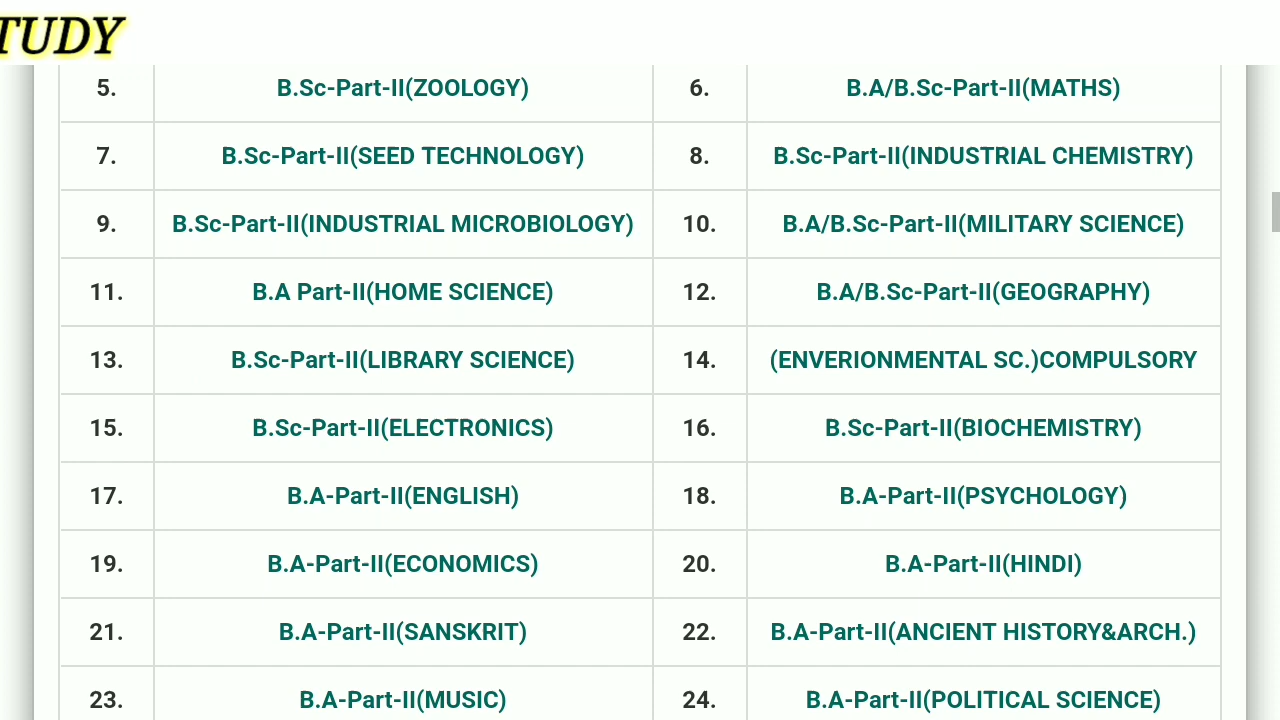 TUDY
5. B.Sc-Part-II(ZOOLOGY) 6. B.A/B.Sc-Part-II(MATHS)
7. B.Sc-Part-II(SEED TECHNOLOGY) 8. B.Sc-Part-II(INDUSTRIAL CHEMISTRY)
9. B.Sc-Part-II(INDUSTRIAL MICROBIOLOGY) 10. B.A/B.Sc-Part-II(MILITARY SCIENCE)
11. B.A Part-II(HOME SCIENCE) 12. B.A/B.Sc-Part-II(GEOGRAPHY)
13. B.Sc-Part-II(LIBRARY SCIENCE) 14. (ENVERIONMENTAL SC.)COMPULSORY
15. B.Sc-Part-II(ELECTRONICS) 16. B.Sc-Part-II(BIOCHEMISTRY)
17. B.A-Part-II(ENGLISH) 18. B.A-Part-II(PSYCHOLOGY)
19. B.A-Part-II(ECONOMICS) 20. B.A-Part-II(HINDI)
21. B.A-Part-II(SANSKRIT) 22. B.A-Part-II(ANCIENT HISTORY&ARCH.)
23. B.A-Part-II(MUSIC) 24. B.A-Part-II(POLITICAL SCIENCE)